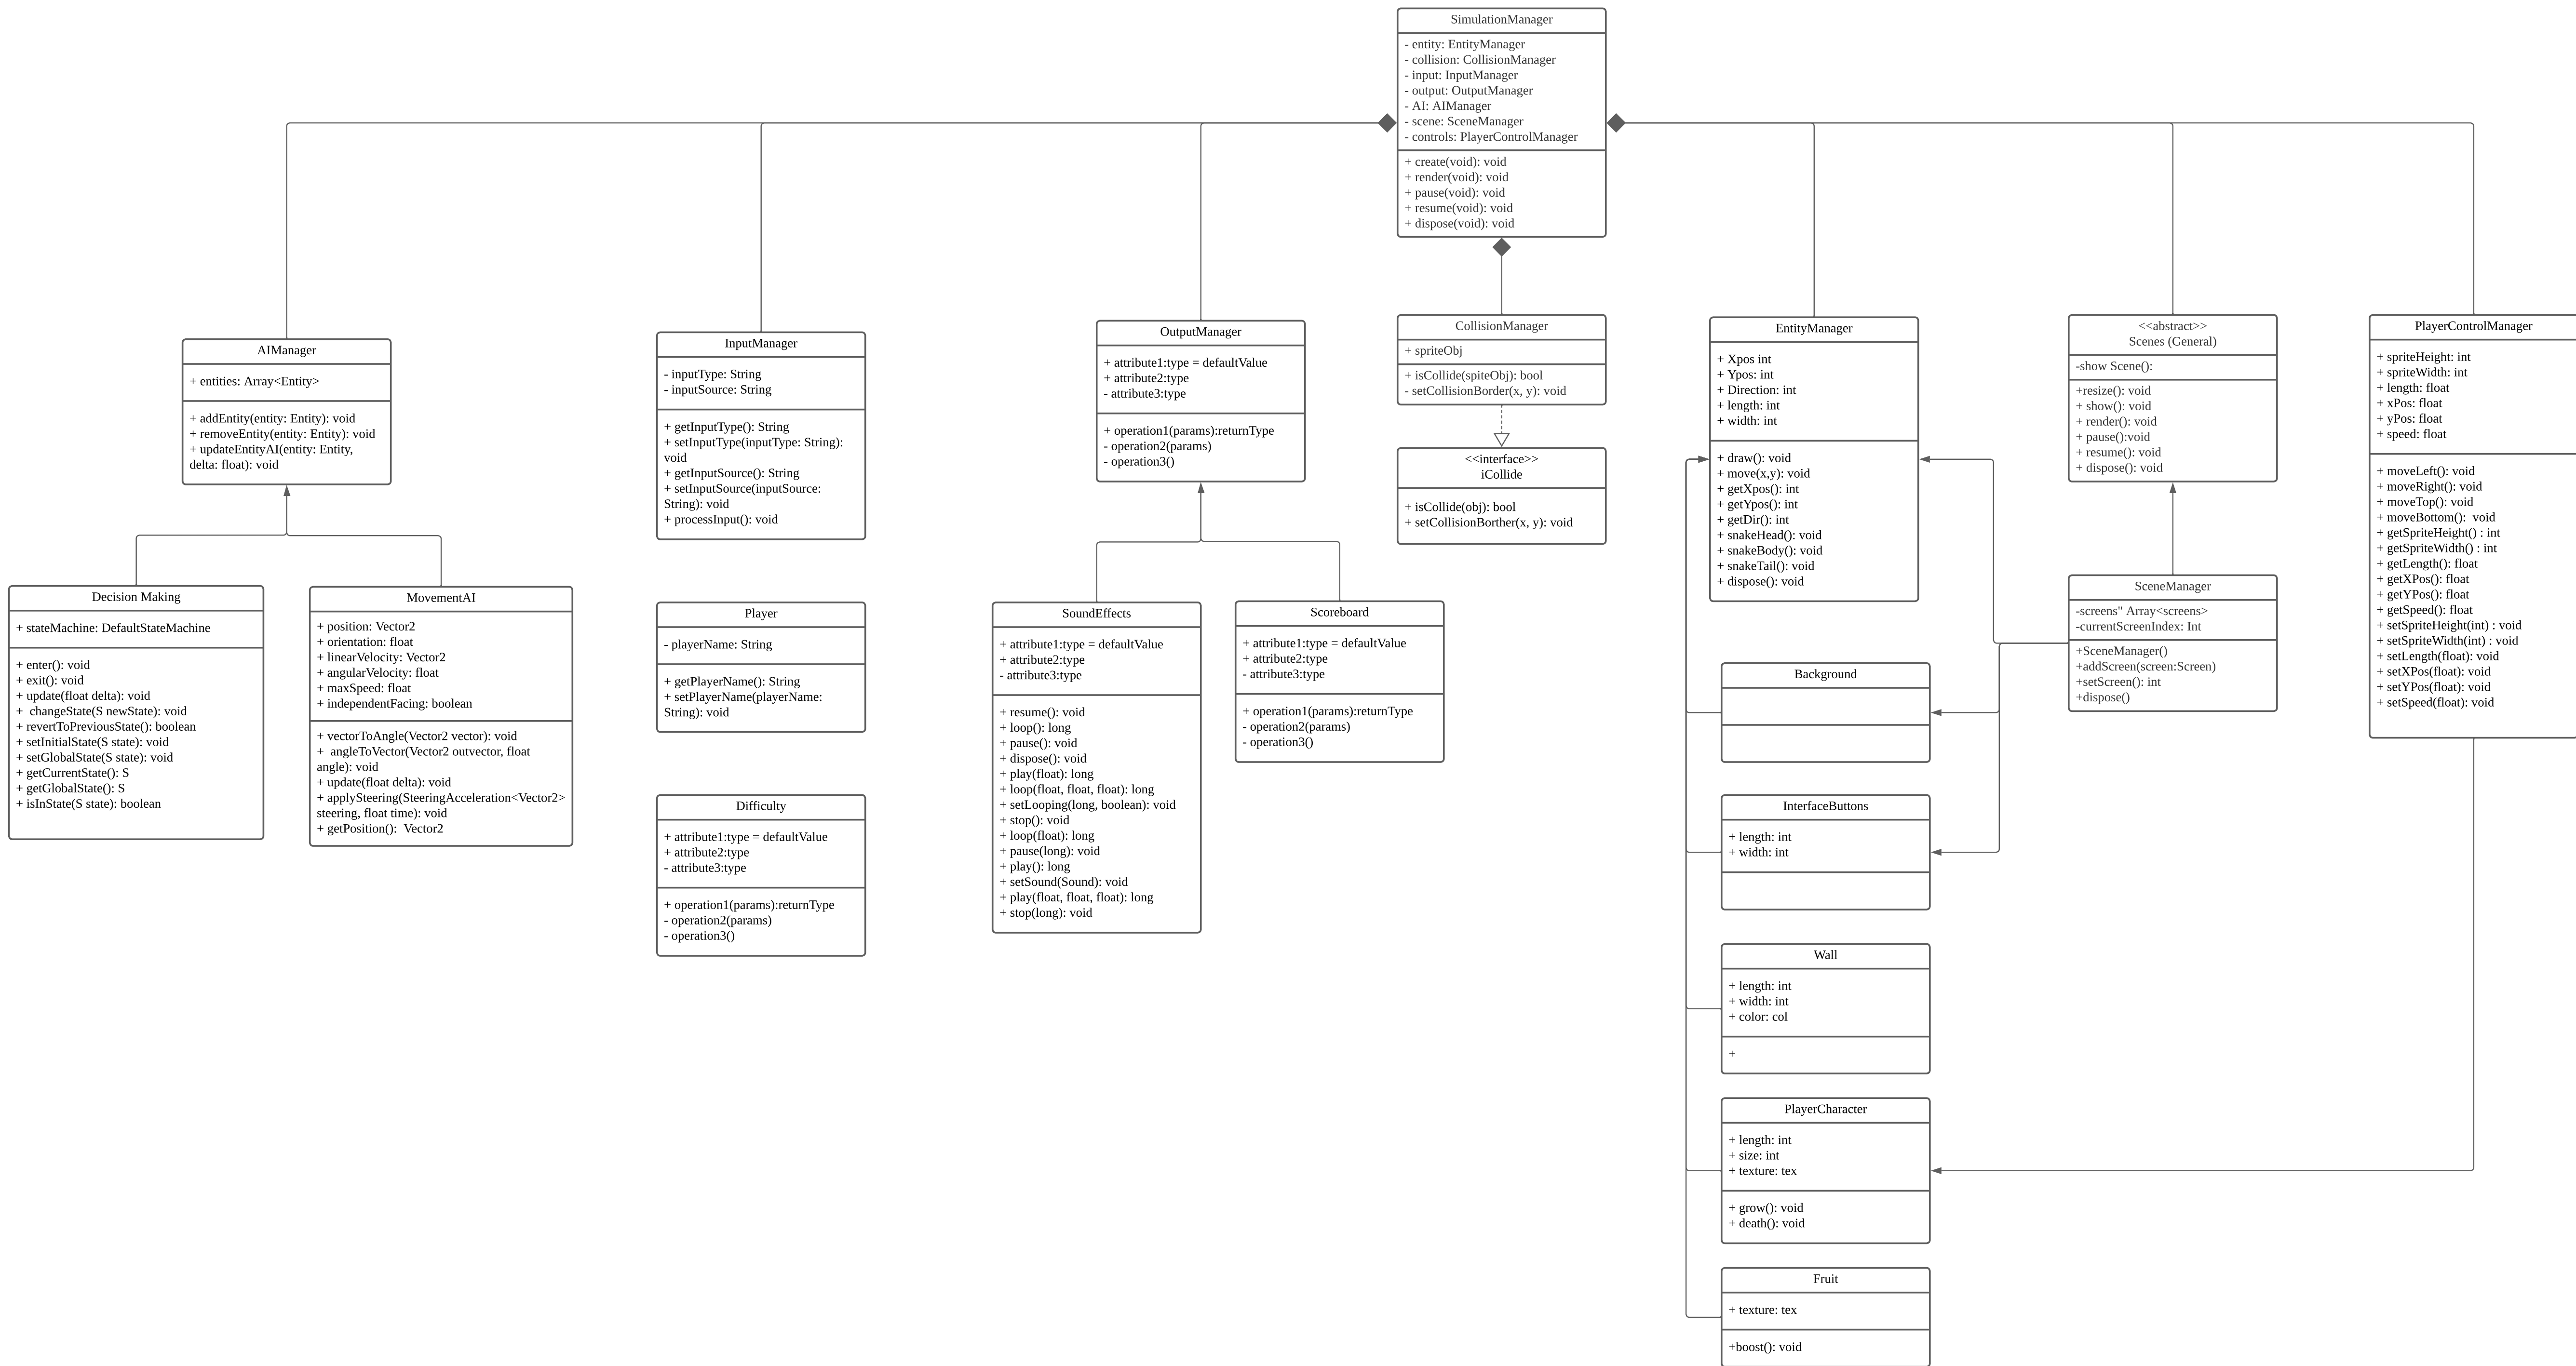 SimulationManager
- entity: EntityManager
- collision: CollisionManager
- input: InputManager
- output: OutputManager
- AI: AIManager
- scene: SceneManager
- controls: PlayerControlManager
+ create(void): void
+ render(void): void
+ pause(void): void
+ resume(void): void
+ dispose(void): void
AIManager
+ entities: Array<Entity>
+ addEntity(entity: Entity): void
+ removeEntity(entity: Entity): void
+ updateEntityAI(entity: Entity,
delta: float): void
InputManager
- inputType: String
- inputSource: String
+ getInputType(): String
+ setInputType(inputType: String):
void
+ getInputSource(): String
+ setInputSource(inputSource:
String): void
+ processInput(): void
OutputManager
+ attribute1:type = defaultValue
+ attribute2:type
- attribute3:type
+ operation1(params):returnType
- operation2(params)
- operation3()
CollisionManager
+ spriteObj
+ isCollide(spiteObj): bool
- setCollisionBorder(x, y): void
<<interface>>
iCollide
+ isCollide(obj): bool
+ setCollisionBorther(x, y): void
EntityManager
+ Xpos int
+ Ypos: int
+ Direction: int
+ length: int
+ width: int
+ draw(): void
+ move(x,y): void
+ getXpos(): int
+ getYpos(): int
+ getDir(): int
+ snakeHead(): void
+ snakeBody(): void
+ snakeTail(): void
+ dispose(): void
<<abstract>>
Scenes (General)
-show Scene():
+resize(): void
+ show(): void
+ render(): void
+ pause():void
+ resume(): void
+ dispose(): void
PlayerControlManager
+ spriteHeight: int
+ spriteWidth: int
+ length: float
+ xPos: float
+ yPos: float
+ speed: float
+ moveLeft(): void
+ moveRight(): void
+ moveTop(): void
+ moveBottom():  void
+ getSpriteHeight() : int
+ getSpriteWidth() : int
+ getLength(): float
+ getXPos(): float
+ getYPos(): float
+ getSpeed(): float
+ setSpriteHeight(int) : void
+ setSpriteWidth(int) : void
+ setLength(float): void
+ setXPos(float): void
+ setYPos(float): void
+ setSpeed(float): void
Decision Making
+ stateMachine: DefaultStateMachine
+ enter(): void
+ exit(): void
+ update(float delta): void
+  changeState(S newState): void
+ revertToPreviousState(): boolean
+ setInitialState(S state): void
+ setGlobalState(S state): void
+ getCurrentState(): S
+ getGlobalState(): S
+ isInState(S state): boolean
MovementAI
+ position: Vector2
+ orientation: float
+ linearVelocity: Vector2
+ angularVelocity: float
+ maxSpeed: float
+ independentFacing: boolean
+ vectorToAngle(Vector2 vector): void
+  angleToVector(Vector2 outvector, float
angle): void
+ update(float delta): void
+ applySteering(SteeringAcceleration<Vector2>
steering, float time): void
+ getPosition():  Vector2
Player
- playerName: String
+ getPlayerName(): String
+ setPlayerName(playerName:
String): void
Difficulty
+ attribute1:type = defaultValue
+ attribute2:type
- attribute3:type
+ operation1(params):returnType
- operation2(params)
- operation3()
SoundEffects
+ attribute1:type = defaultValue
+ attribute2:type
- attribute3:type
+ resume(): void
+ loop(): long
+ pause(): void
+ dispose(): void
+ play(float): long
+ loop(float, float, float): long
+ setLooping(long, boolean): void
+ stop(): void
+ loop(float): long
+ pause(long): void
+ play(): long
+ setSound(Sound): void
+ play(float, float, float): long
+ stop(long): void
Scoreboard
+ attribute1:type = defaultValue
+ attribute2:type
- attribute3:type
+ operation1(params):returnType
- operation2(params)
- operation3()
SceneManager
-screens" Array<screens>
-currentScreenIndex: Int
+SceneManager()
+addScreen(screen:Screen)
+setScreen(): int
+dispose()
Background
InterfaceButtons
+ length: int
+ width: int
Wall
+ length: int
+ width: int
+ color: col
+
PlayerCharacter
+ length: int
+ size: int
+ texture: tex
+ grow(): void
+ death(): void
Fruit
+ texture: tex
+boost(): void